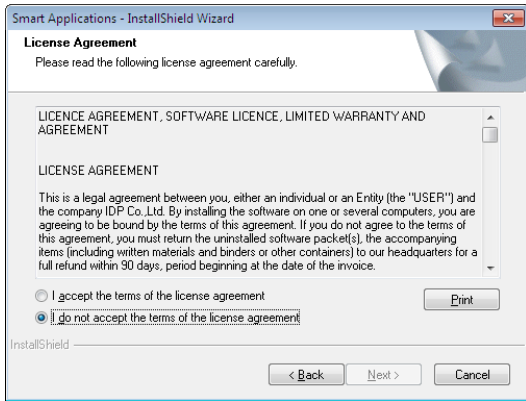 Smart Applications - InstallShield Wizard
License Agreement
Please read the following license agreement carefully.
LICENCE AGREEMENT, SOFTWARE LICENCE, LIMITED WARRANTY AND
AGREEMENT
LICENSE AGREEMENT
This is a legal agreement between you, either an individual or an Entity (the "USER") and
the company IDP Co.,Ltd. By installing the software on one or several computers, you are
agreeing to be bound by the terms of this agreement. If you do not agree to the terms of
this agreement, you must return the uninstalled software packet(s), the accompanying
items (including written materials and binders or other containers) to our headquarters for a
full refund within 90 days, period beginning at the date of the invoice.
I accept the terms of the license agreement
Print
I do not accept the terms of the license agreement
InstallShield
< Back
Next >
Cancel